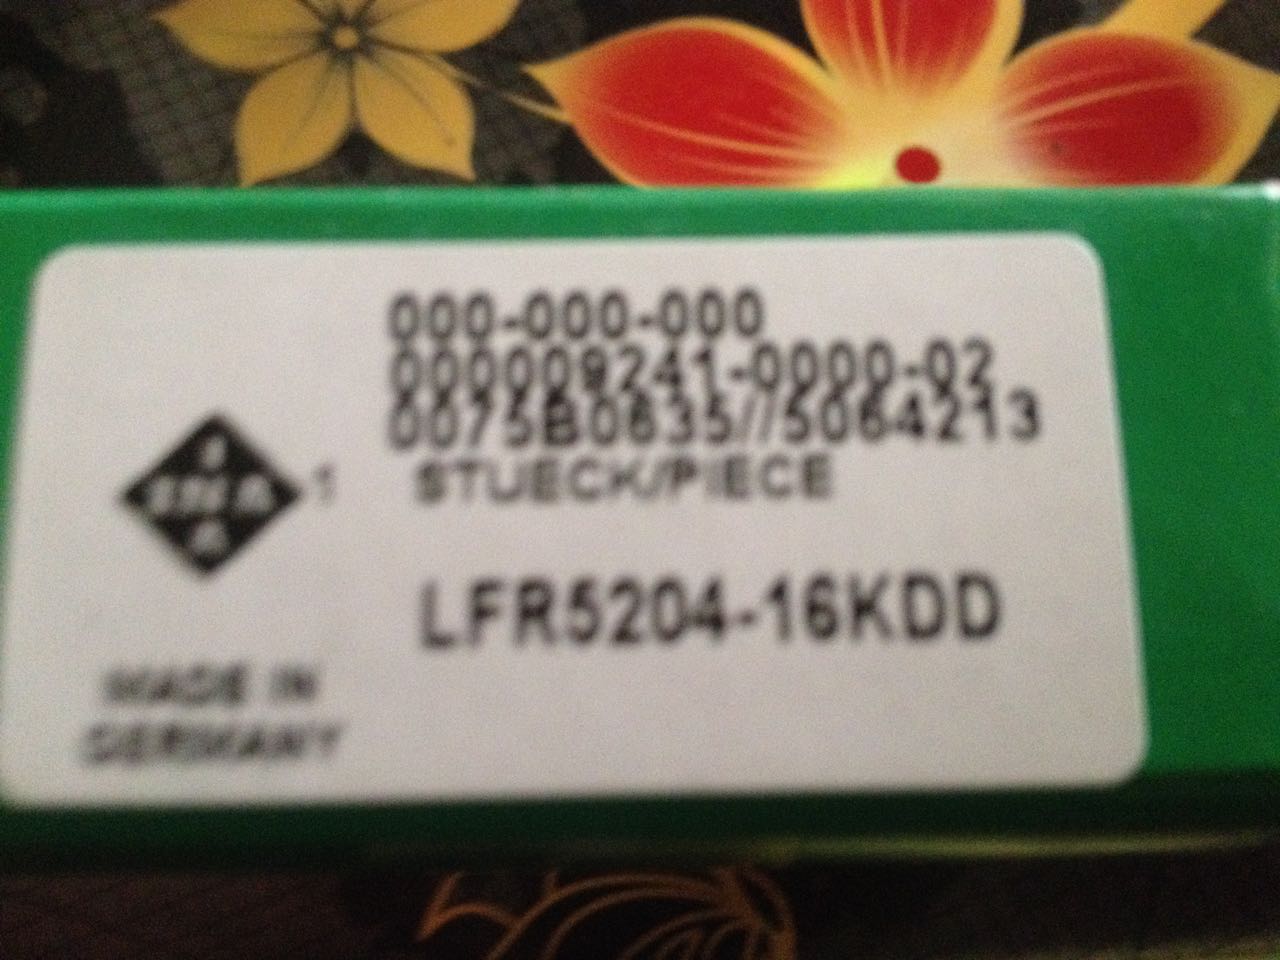 000-000-000
000009241-0000-02
0075B0635//5064213
1 STUECK/PIECE
LFR5204-16KDD
MADE IN
GERMANY